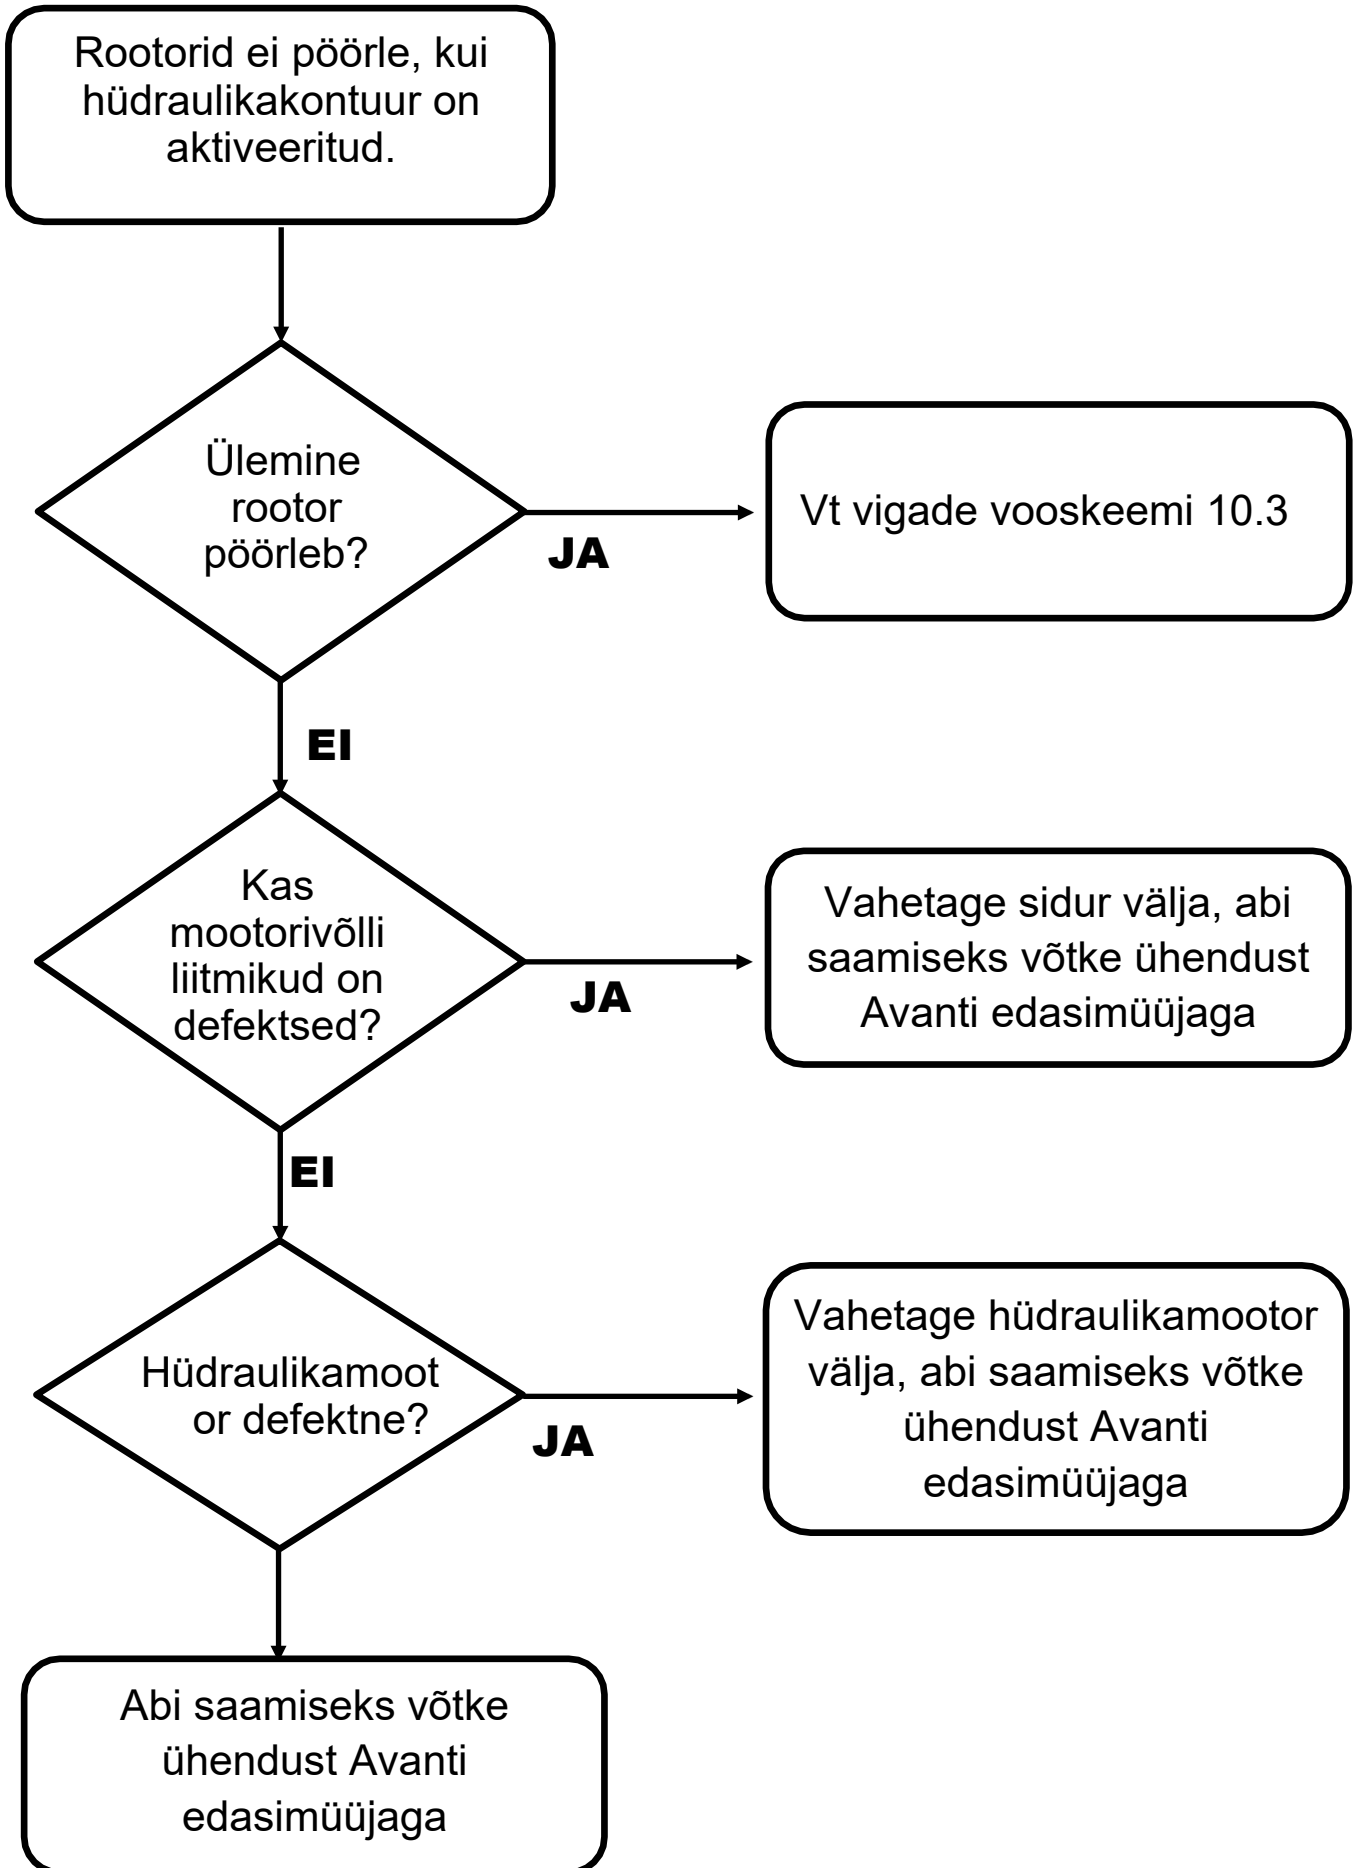 Rootorid ei pöörle, kui
hüdraulikakontuur on
aktiveeritud.
Ülemine
rootor
pöörleb?
JA
Vt vigade vooskeemi 10.3
EI
Kas
mootorivõlli
liitmikud on
defektsed?
JA
Vahetage sidur välja, abi
saamiseks võtke ühendust
Avanti edasimüüjaga
EI
Hüdraulikamoot
or defektne?
JA
Vahetage hüdraulikamootor
välja, abi saamiseks võtke
ühendust Avanti
edasimüüjaga
Abi saamiseks võtke
ühendust Avanti
edasimüüjaga